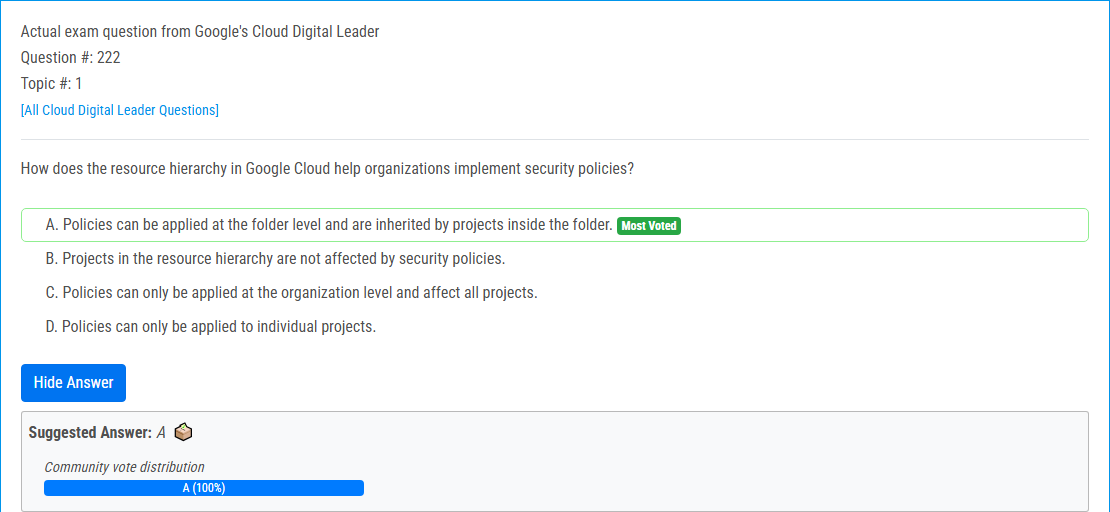 Actual exam question from Google's Cloud Digital Leader
Question #: 222
Topic #: 1
[All Cloud Digital Leader Questions]
How does the resource hierarchy in Google Cloud help organizations implement security policies?
A. Policies can be applied at the folder level and are inherited by projects inside the folder. Most Voted
B. Projects in the resource hierarchy are not affected by security policies.
C. Policies can only be applied at the organization level and affect all projects.
D. Policies can only be applied to individual projects.
Hide Answer
Suggested Answer: A
Community vote distribution
A (100%)